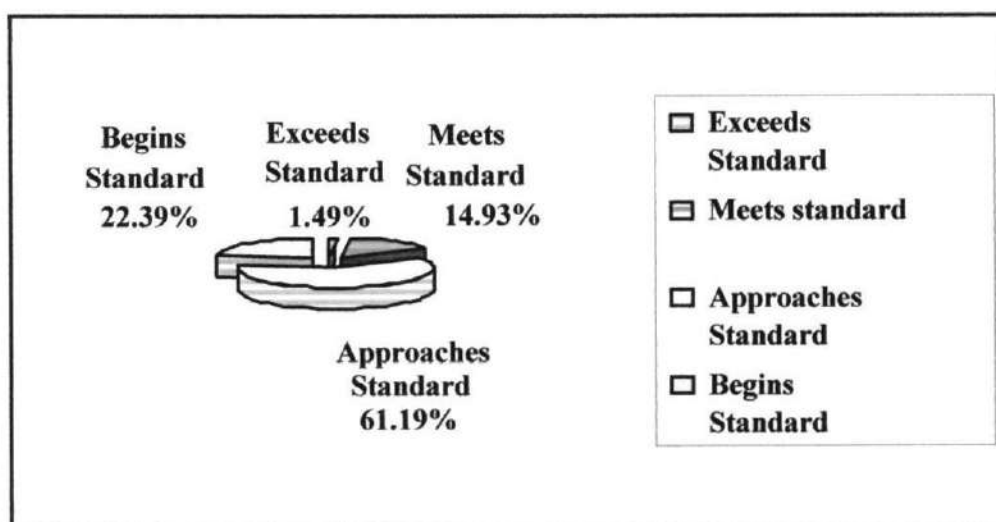 Begins
Standard
22.39%
Exceeds
Standard
1.49%
Meets
Standard
14.93%
Approaches
Standard
61.19%
Exceeds
Standard
Meets standard
Approaches
Standard
Begins
Standard